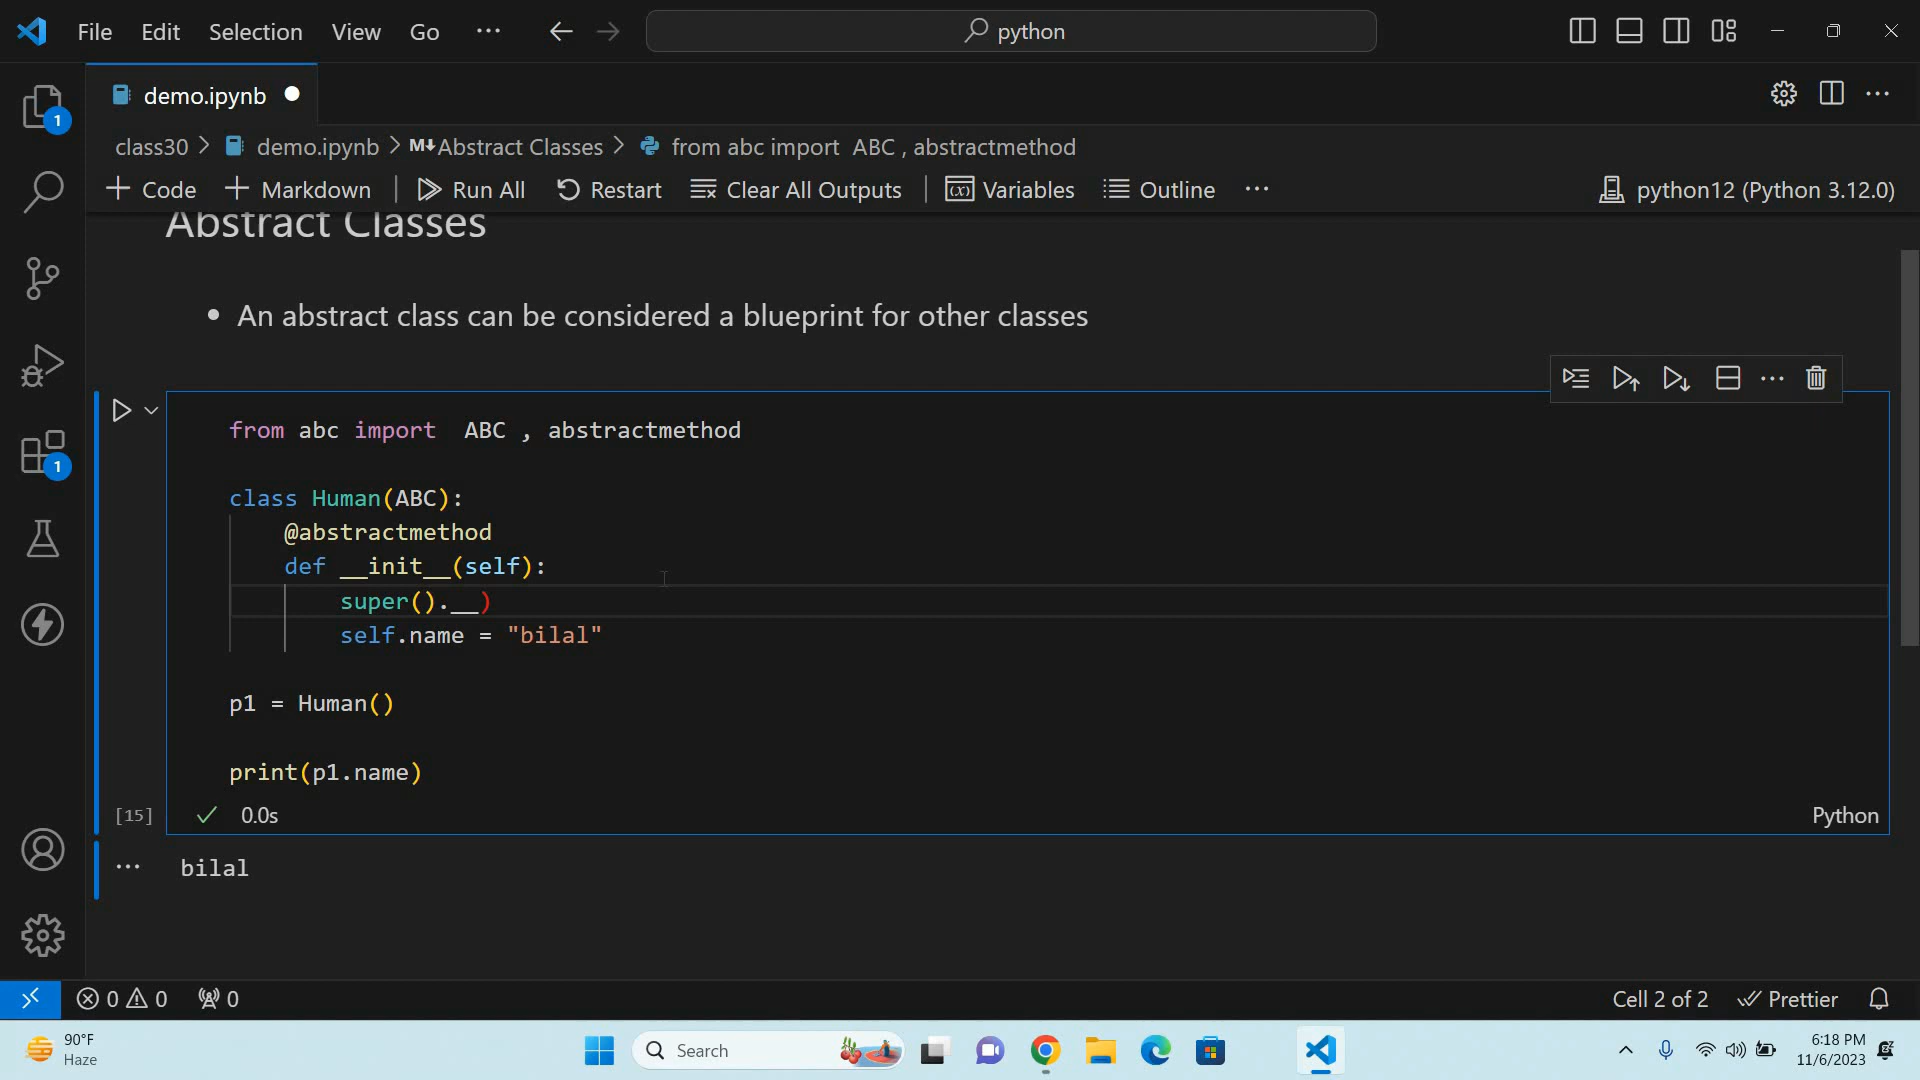 File Edit Selection View Go ··· python
demo.ipynb
class30 > demo.ipynb > M↓Abstract Classes > from abc import ABC , abstractmethod
+ Code + Markdown | Run All Restart Clear All Outputs | Variables Outline ··· python12 (Python 3.12.0)
Abstract Classes
• An abstract class can be considered a blueprint for other classes
from abc import  ABC , abstractmethod
class Human(ABC):
    @abstractmethod
    def __init__(self):
        super().__)
        self.name = "bilal"
p1 = Human()
print(p1.name)
[15] ✓ 0.0s Python
··· bilal
1
1
0 0 0 Cell 2 of 2 Prettier
90°F
Haze
Search
6:18 PM
11/6/2023